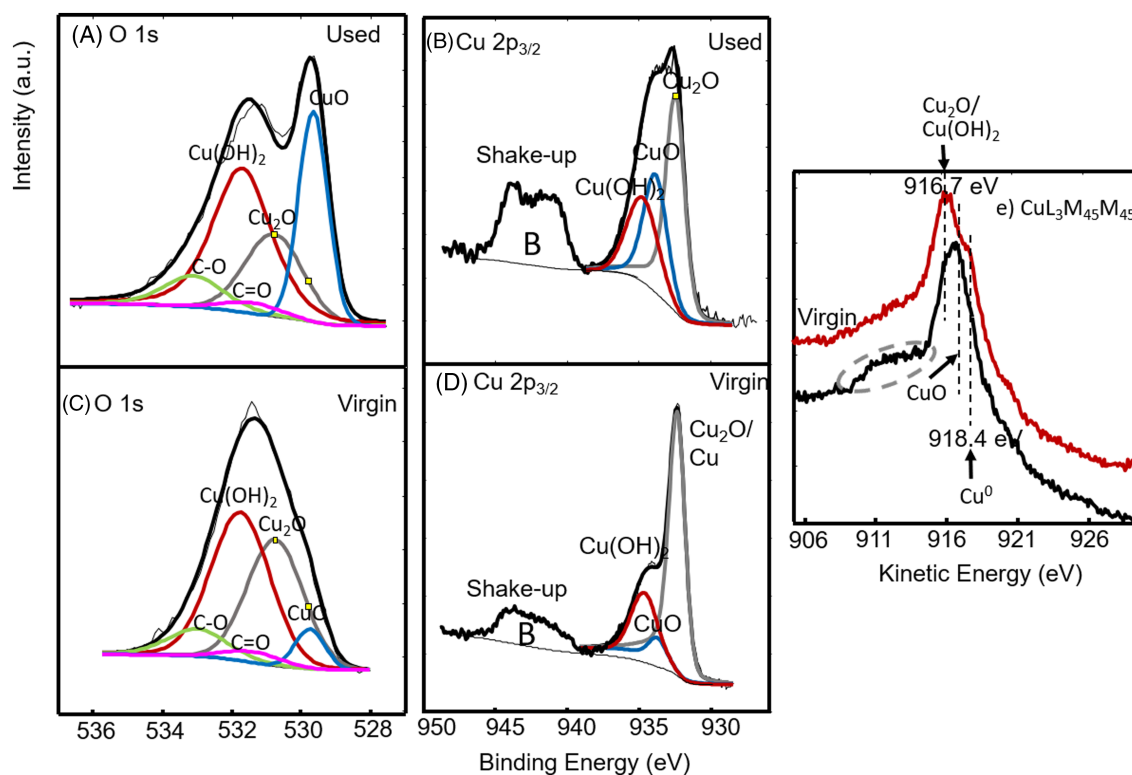 Intensity (a.u.)
(A) O 1s
Used
CuO
Cu(OH)₂
Cu₂O
C-O
C=O
(B) Cu 2p₃/₂
Used
Cu₂O
CuO
Cu(OH)₂
Shake-up
B
(C) O 1s
Virgin
Cu(OH)₂
Cu₂O
CuO
C-O
C=O
536 534 532 530 528
(D) Cu 2p₃/₂
Virgin
Cu₂O/
Cu
Cu(OH)₂
CuO
Shake-up
B
950 945 940 935 930
Binding Energy (eV)
Cu₂O/
Cu(OH)₂
916.7 eV
e) CuL₃M₄₅M₄₅
Virgin
CuO
918.4 e
Cu⁰
906 911 916 921 926
Kinetic Energy (eV)